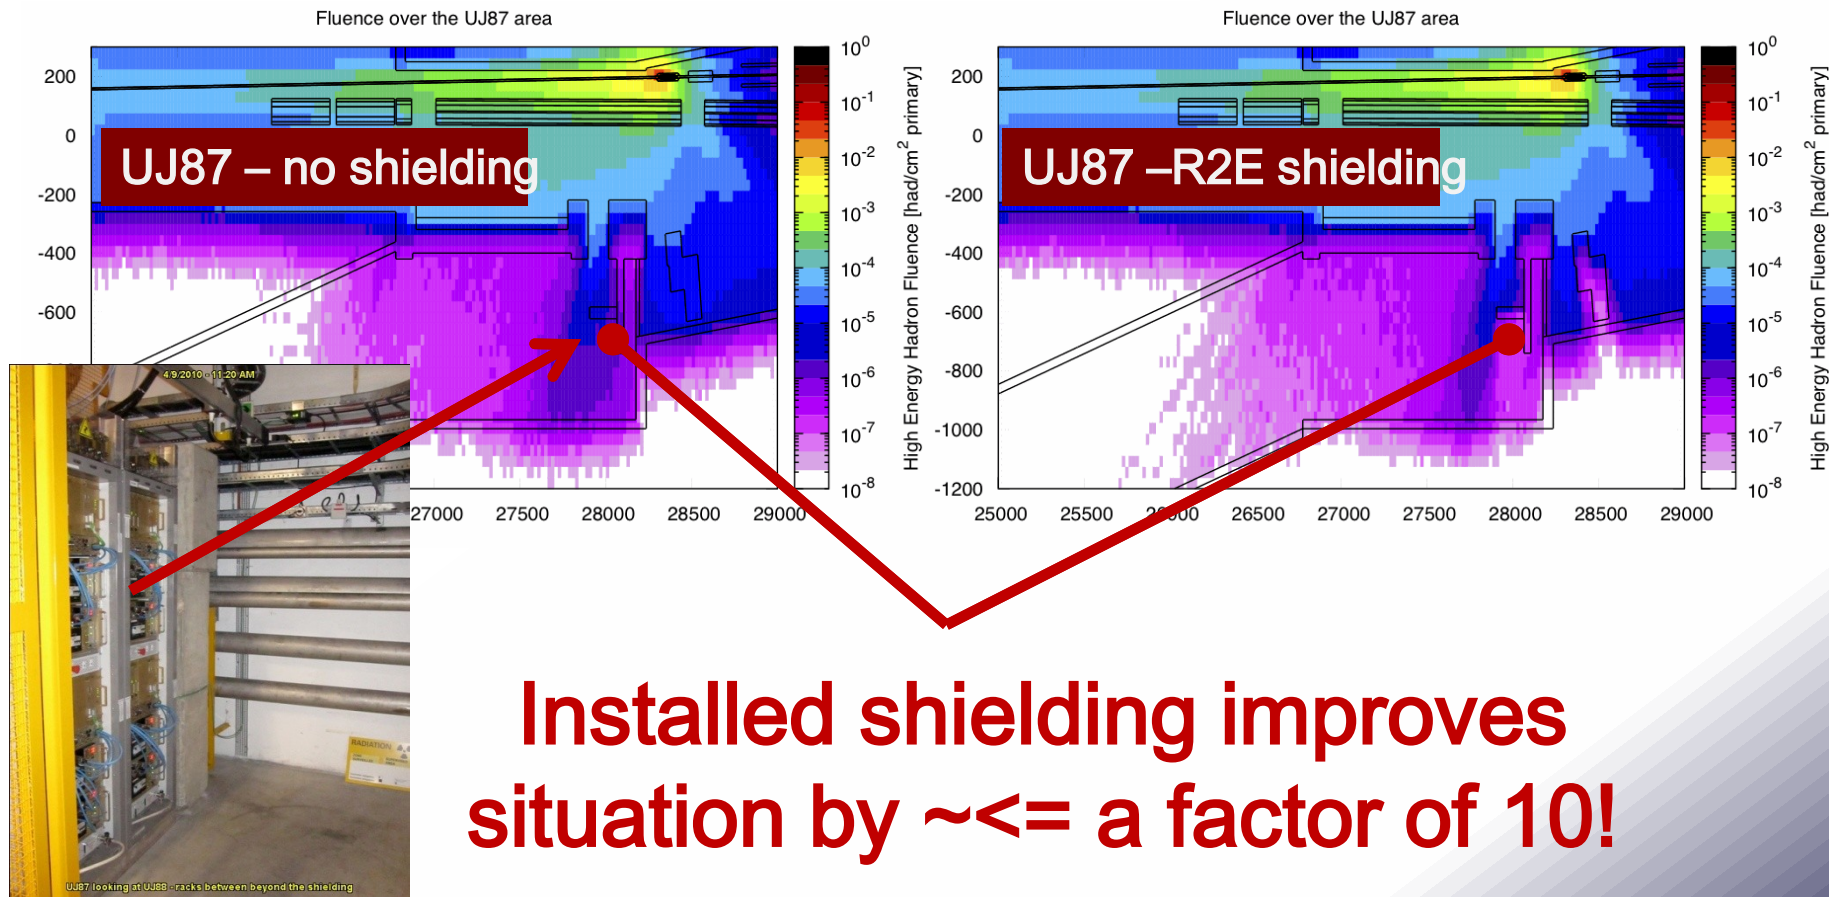 Fluence over the UJ87 area
200
0
-200
-400
-600
27000 27500 28000 28500 29000
10^0
10^-1
10^-2
10^-3
10^-4
10^-5
10^-6
10^-7
10^-8
High Energy Hadron Fluence [had/cm^2 primary]
UJ87 – no shielding
Fluence over the UJ87 area
200
0
-200
-400
-600
-800
-1000
-1200
25000 25500 26000 26500 27000 27500 28000 28500 29000
10^0
10^-1
10^-2
10^-3
10^-4
10^-5
10^-6
10^-7
10^-8
High Energy Hadron Fluence [had/cm^2 primary]
UJ87 –R2E shielding
4/9/2010 - 11:20 AM
RADIATION
UJ87 looking at UJ88 - racks between beyond the shielding
Installed shielding improves
situation by ~<= a factor of 10!